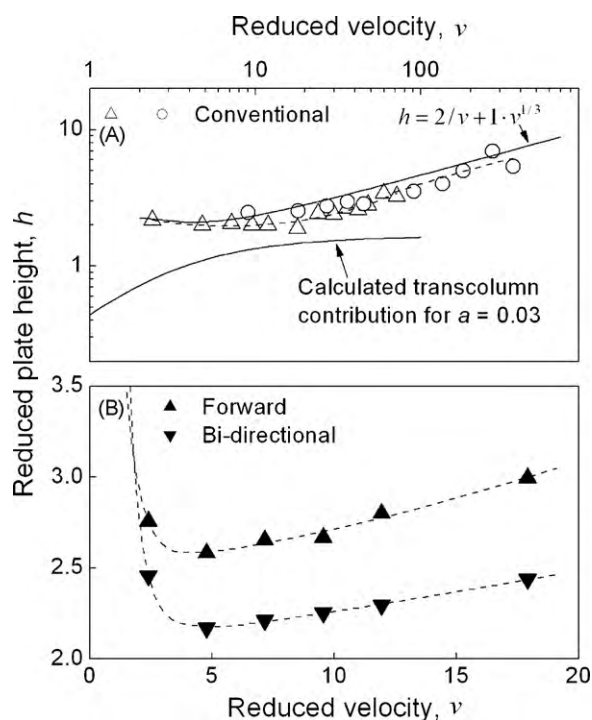 Reduced velocity, v
1 10 100
10
1
(A)
△ ○ Conventional
h = 2/v + 1·v^1/3
Calculated transcolumn
contribution for a = 0.03
Reduced plate height, h
3.5
3.0
2.5
2.0
(B)
▲ Forward
▼ Bi-directional
0 5 10 15 20
Reduced velocity, v